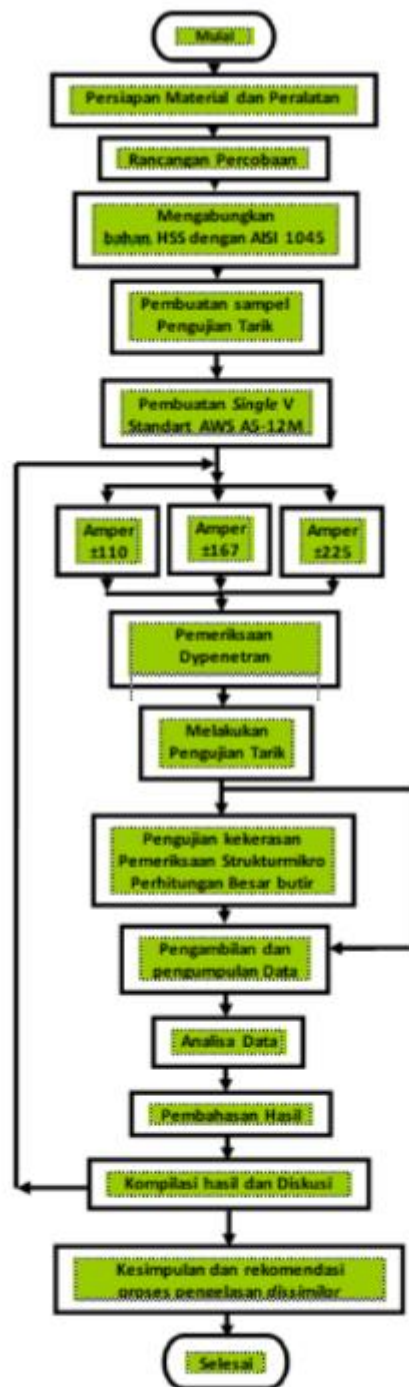 Mulai
Persiapan Material dan Peralatan
Rancangan Percobaan
Mengabungkan
bahan HSS dengan AISI 1045
Pembuatan sampel
Pengujian Tarik
Pembuatan Single V
Standart AWS A5-12M
Amper
±110
Amper
±167
Amper
±225
Pemeriksaan
Dypenetran
Melakukan
Pengujian Tarik
Pengujian kekerasan
Pemeriksaan Strukturmikro
Perhitungan Besar butir
Pengambilan dan
pengumpulan Data
Analisa Data
Pembahasan Hasil
Kompilasi hasil dan Diskusi
Kesimpulan dan rekomendasi
proses pengelasan dissimilar
Selesai